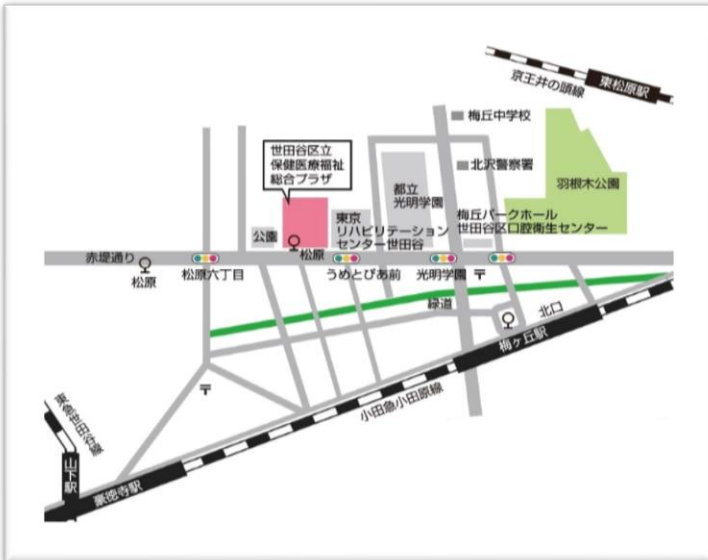 京王井の頭線
東松原駅
梅丘中学校
世田谷区立
保健医療福祉
総合プラザ
北沢警察署
都立
光明学園
羽根木公園
東京
リハビリテーション
センター世田谷
梅丘パークホール
世田谷区口腔衛生センター
公園
赤堤通り
松原
松原
松原六丁目
うめとぴあ前
光明学園
緑道
北口
梅ヶ丘駅
小田急小田原線
東急世田谷線
山下駅
豪徳寺駅